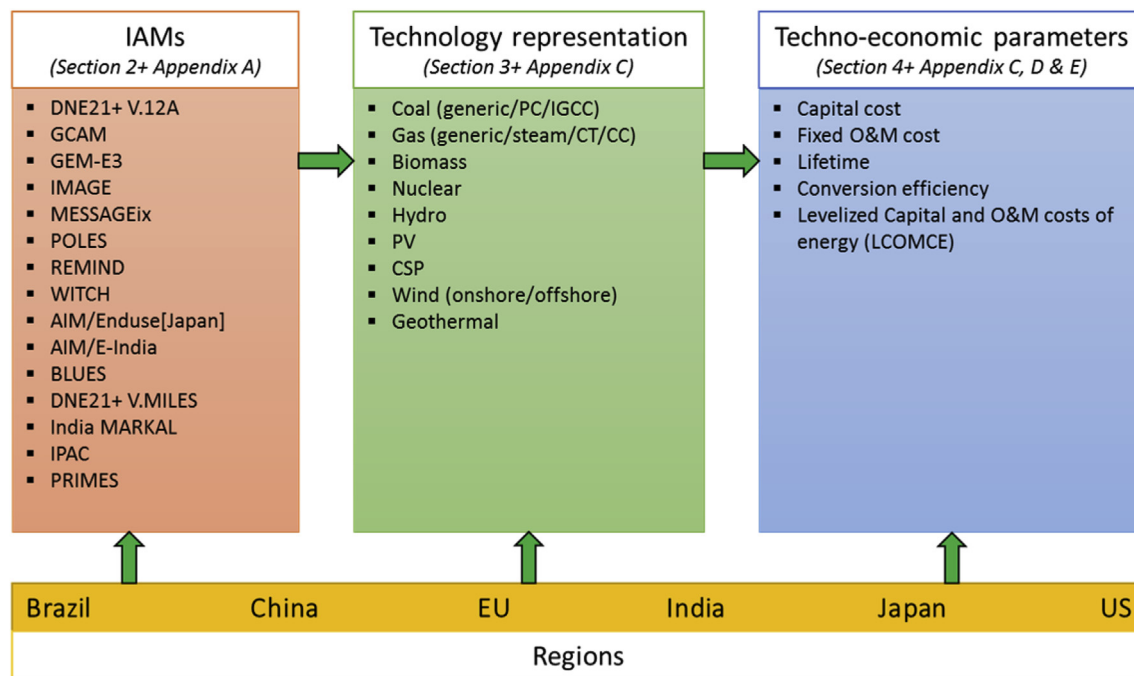 IAMs
(Section 2+ Appendix A)
▪ DNE21+ V.12A
▪ GCAM
▪ GEM-E3
▪ IMAGE
▪ MESSAGEix
▪ POLES
▪ REMIND
▪ WITCH
▪ AIM/Enduse[Japan]
▪ AIM/E-India
▪ BLUES
▪ DNE21+ V.MILES
▪ India MARKAL
▪ IPAC
▪ PRIMES
Technology representation
(Section 3+ Appendix C)
▪ Coal (generic/PC/IGCC)
▪ Gas (generic/steam/CT/CC)
▪ Biomass
▪ Nuclear
▪ Hydro
▪ PV
▪ CSP
▪ Wind (onshore/offshore)
▪ Geothermal
Techno-economic parameters
(Section 4+ Appendix C, D & E)
▪ Capital cost
▪ Fixed O&M cost
▪ Lifetime
▪ Conversion efficiency
▪ Levelized Capital and O&M costs of
energy (LCOMCE)
Brazil China EU India Japan US
Regions